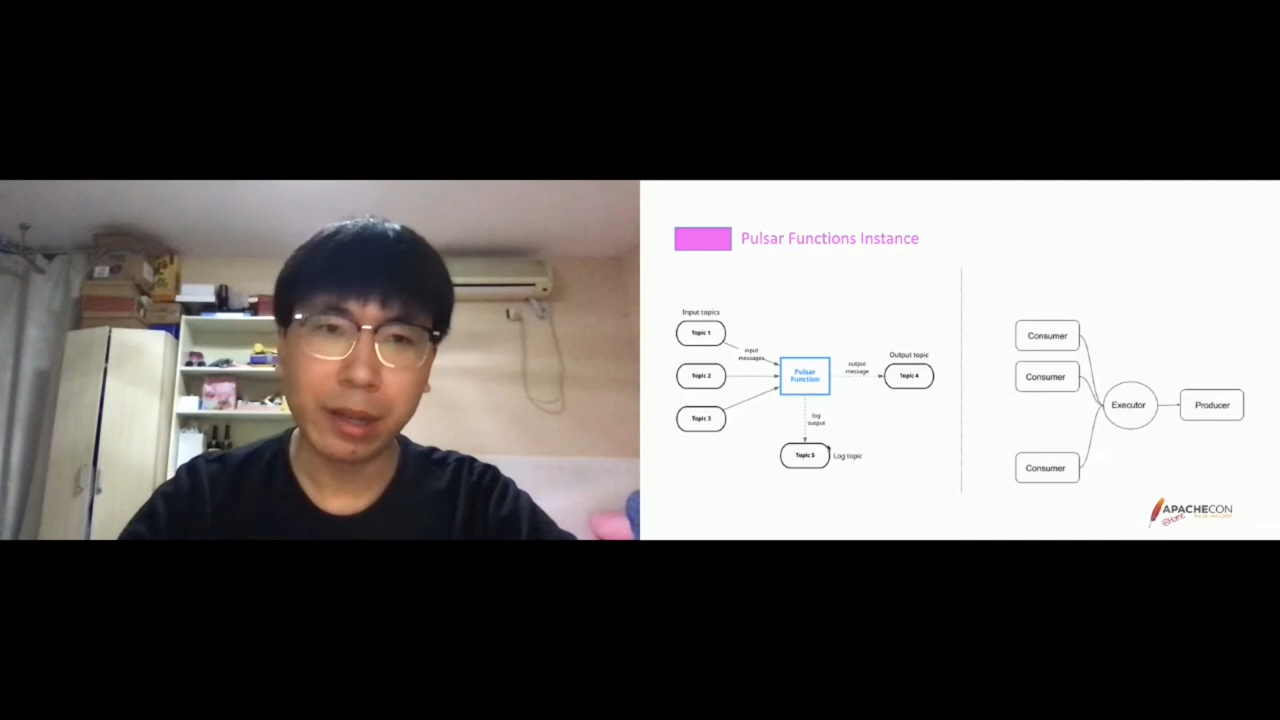 Pulsar Functions Instance
Input topics
Topic 1
Topic 2
Topic 3
input
messages
Pulsar
Function
output
message
Output topic
Topic 4
log
output
Topic 5
Log topic
Consumer
Consumer
Consumer
Executor
Producer
APACHECON
@Home